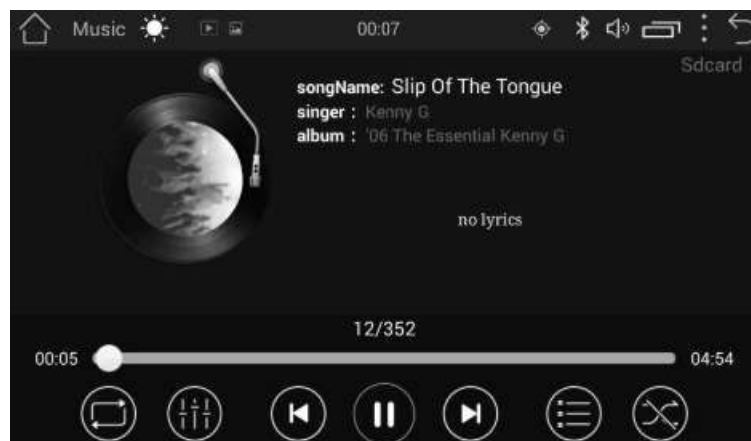 Music
00:07
Sdcard
songName: Slip Of The Tongue
singer : Kenny G
album : '06 The Essential Kenny G
no lyrics
12/352
00:05
04:54